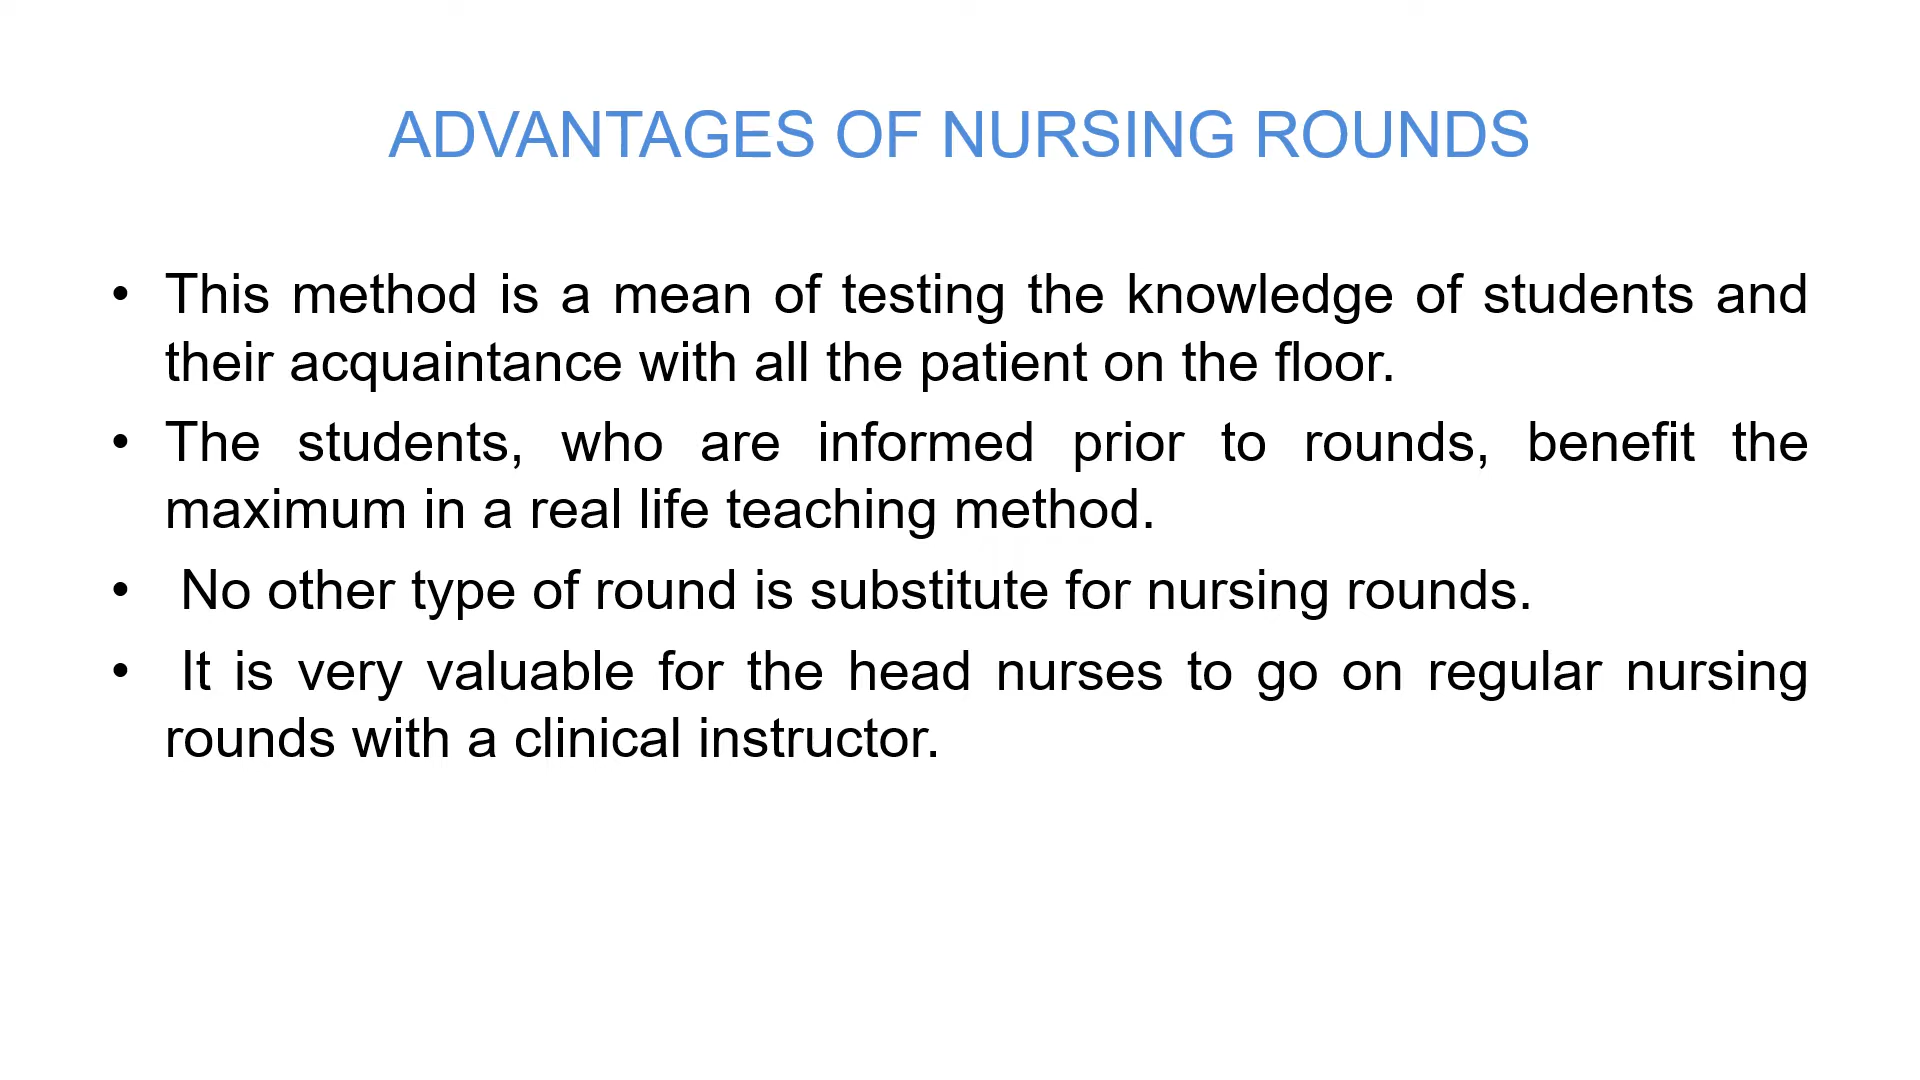 ADVANTAGES OF NURSING ROUNDS
• This method is a mean of testing the knowledge of students and
their acquaintance with all the patient on the floor.
• The students, who are informed prior to rounds, benefit the
maximum in a real life teaching method.
• No other type of round is substitute for nursing rounds.
• It is very valuable for the head nurses to go on regular nursing
rounds with a clinical instructor.